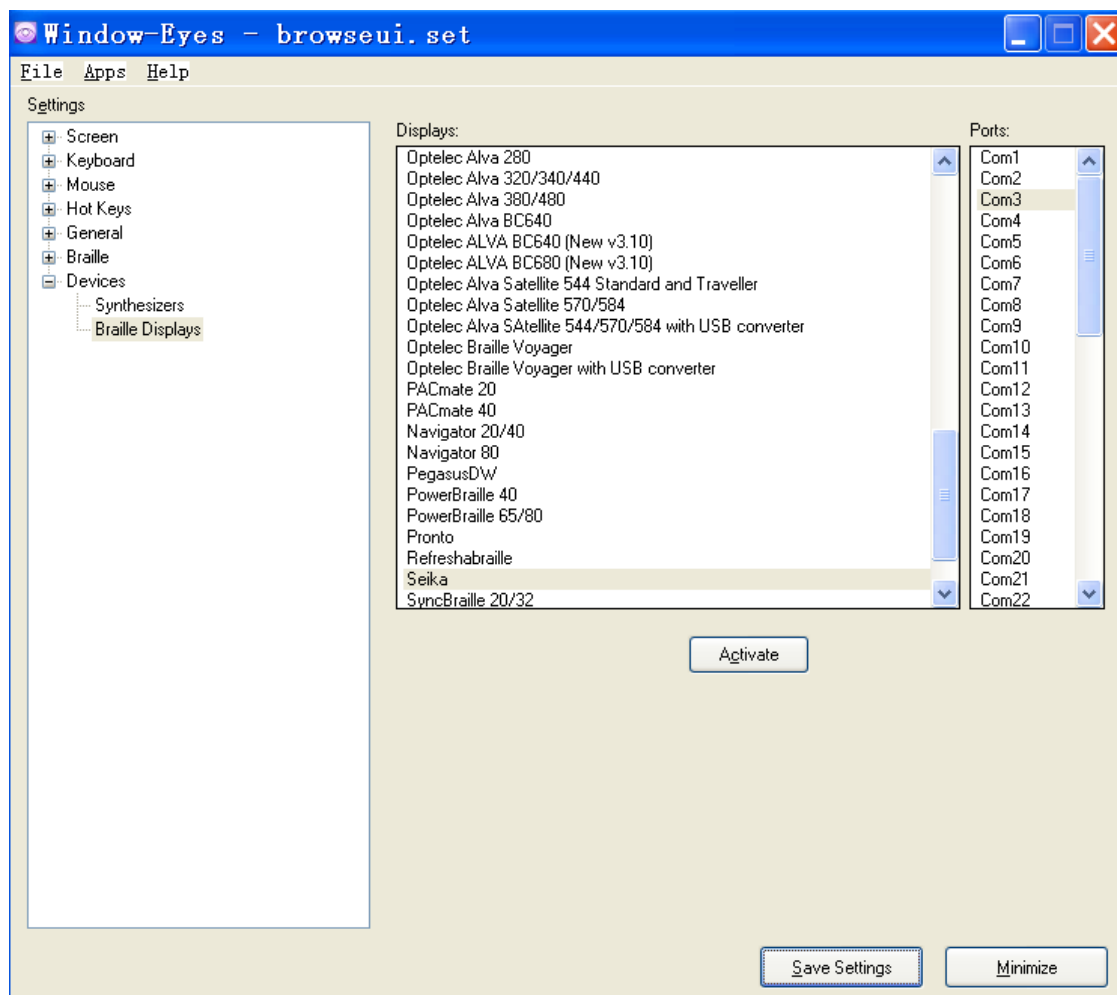 Window-Eyes - browseui.set
File Apps Help
Settings
Screen
Keyboard
Mouse
Hot Keys
General
Braille
Devices
Synthesizers
Braille Displays
Displays:
Optelec Alva 280
Optelec Alva 320/340/440
Optelec Alva 380/480
Optelec Alva BC640
Optelec ALVA BC640 (New v3.10)
Optelec ALVA BC680 (New v3.10)
Optelec Alva Satellite 544 Standard and Traveller
Optelec Alva Satellite 570/584
Optelec Alva SAtellite 544/570/584 with USB converter
Optelec Braille Voyager
Optelec Braille Voyager with USB converter
PACmate 20
PACmate 40
Navigator 20/40
Navigator 80
PegasusDW
PowerBraille 40
PowerBraille 65/80
Pronto
Refreshabraille
Seika
SyncBraille 20/32
Ports:
Com1
Com2
Com3
Com4
Com5
Com6
Com7
Com8
Com9
Com10
Com11
Com12
Com13
Com14
Com15
Com16
Com17
Com18
Com19
Com20
Com21
Com22
Activate
Save Settings
Minimize